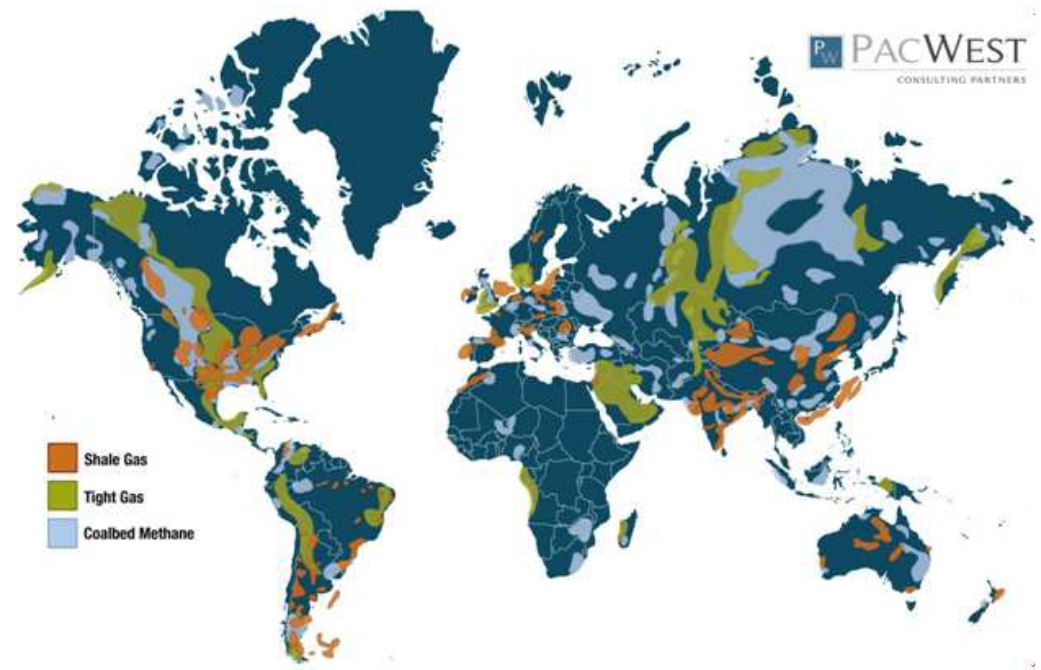 PW PACWEST
CONSULTING PARTNERS
Shale Gas
Tight Gas
Coalbed Methane